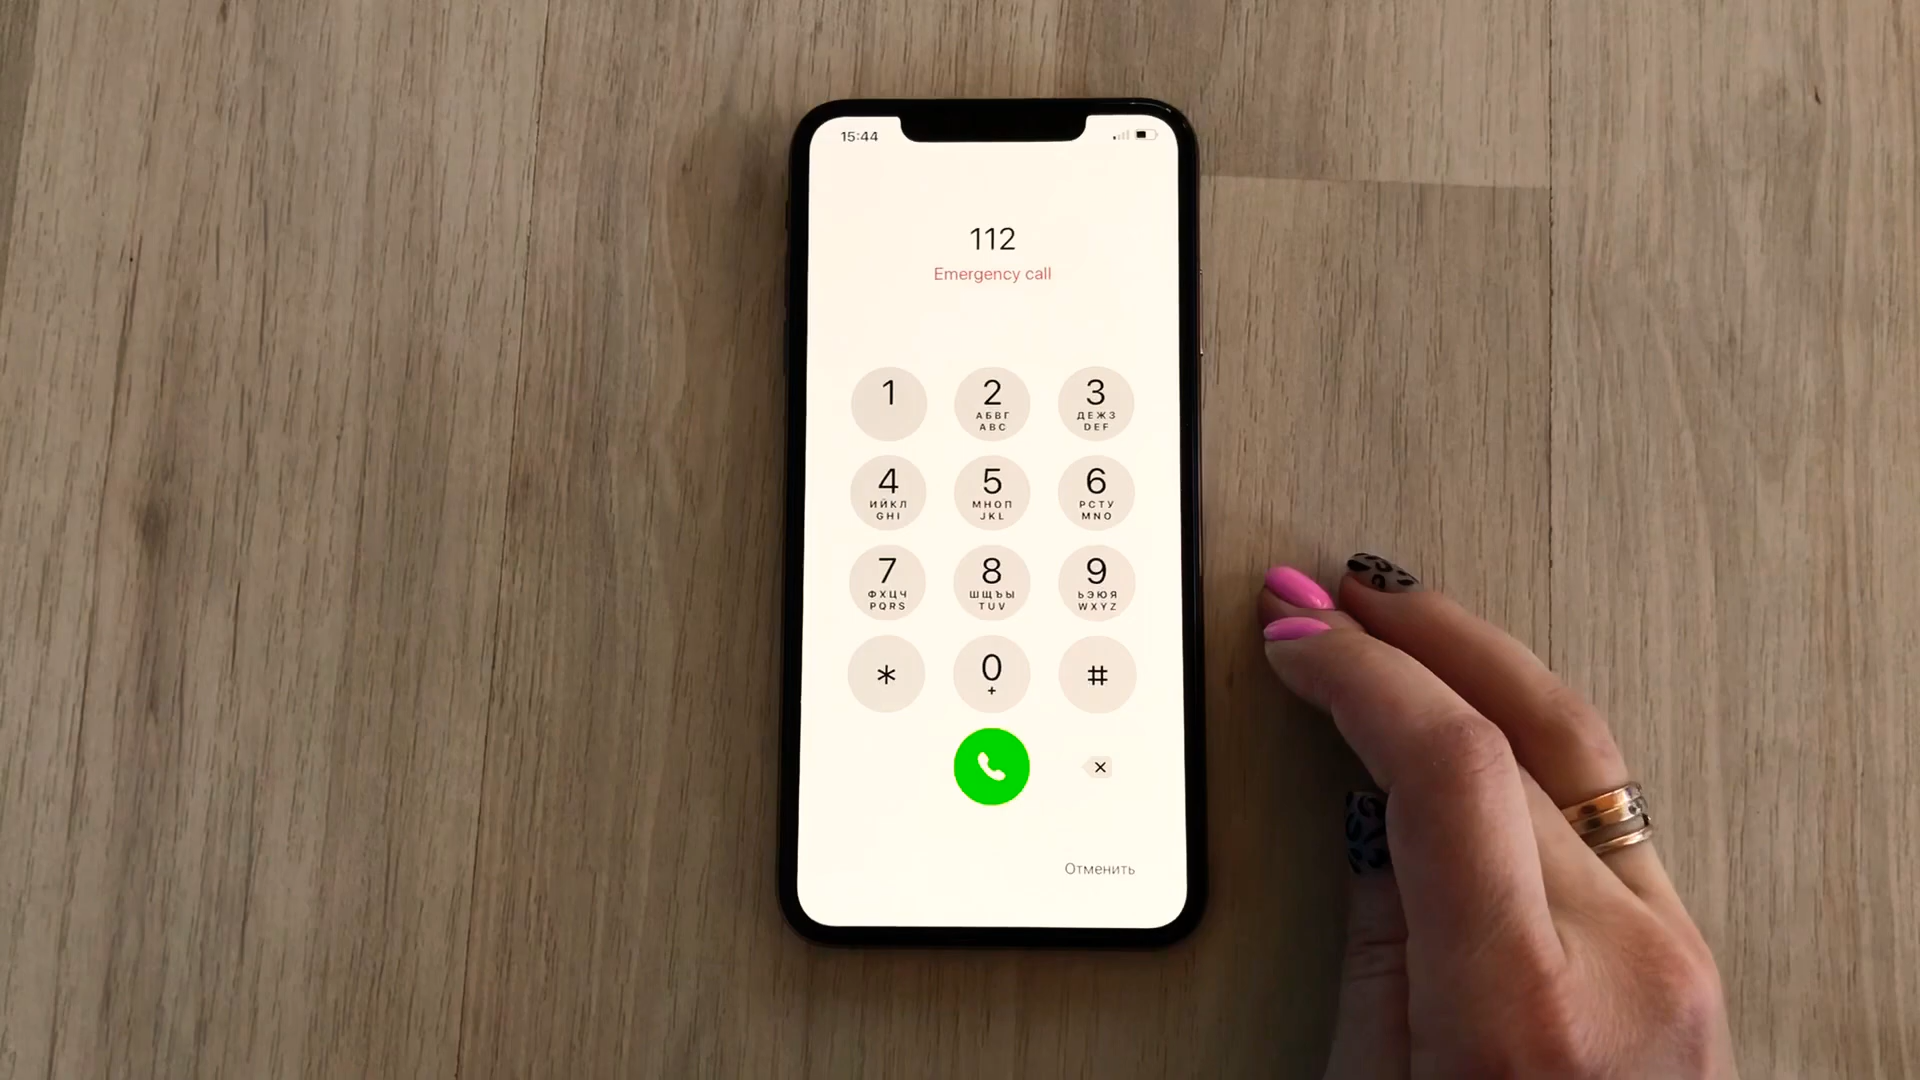 15:44
112
Emergency call
1 2 3
АБВГ ДЕЖЗ
ABC DEF
4 5 6
ИЙКЛ МНОП РСТУ
GHI JKL MNO
7 8 9
ФХЦЧ ШЩЪЫ ЬЭЮЯ
PQRS TUV WXYZ
* 0 #
+
Отменить